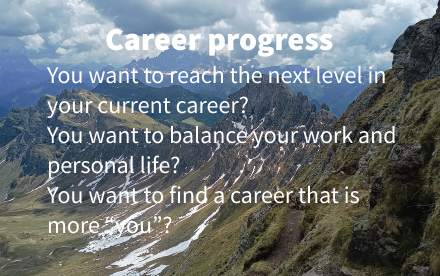 Career progress
You want to reach the next level in
your current career?
You want to balance your work and
personal life?
You want to find a career that is
more “you”?